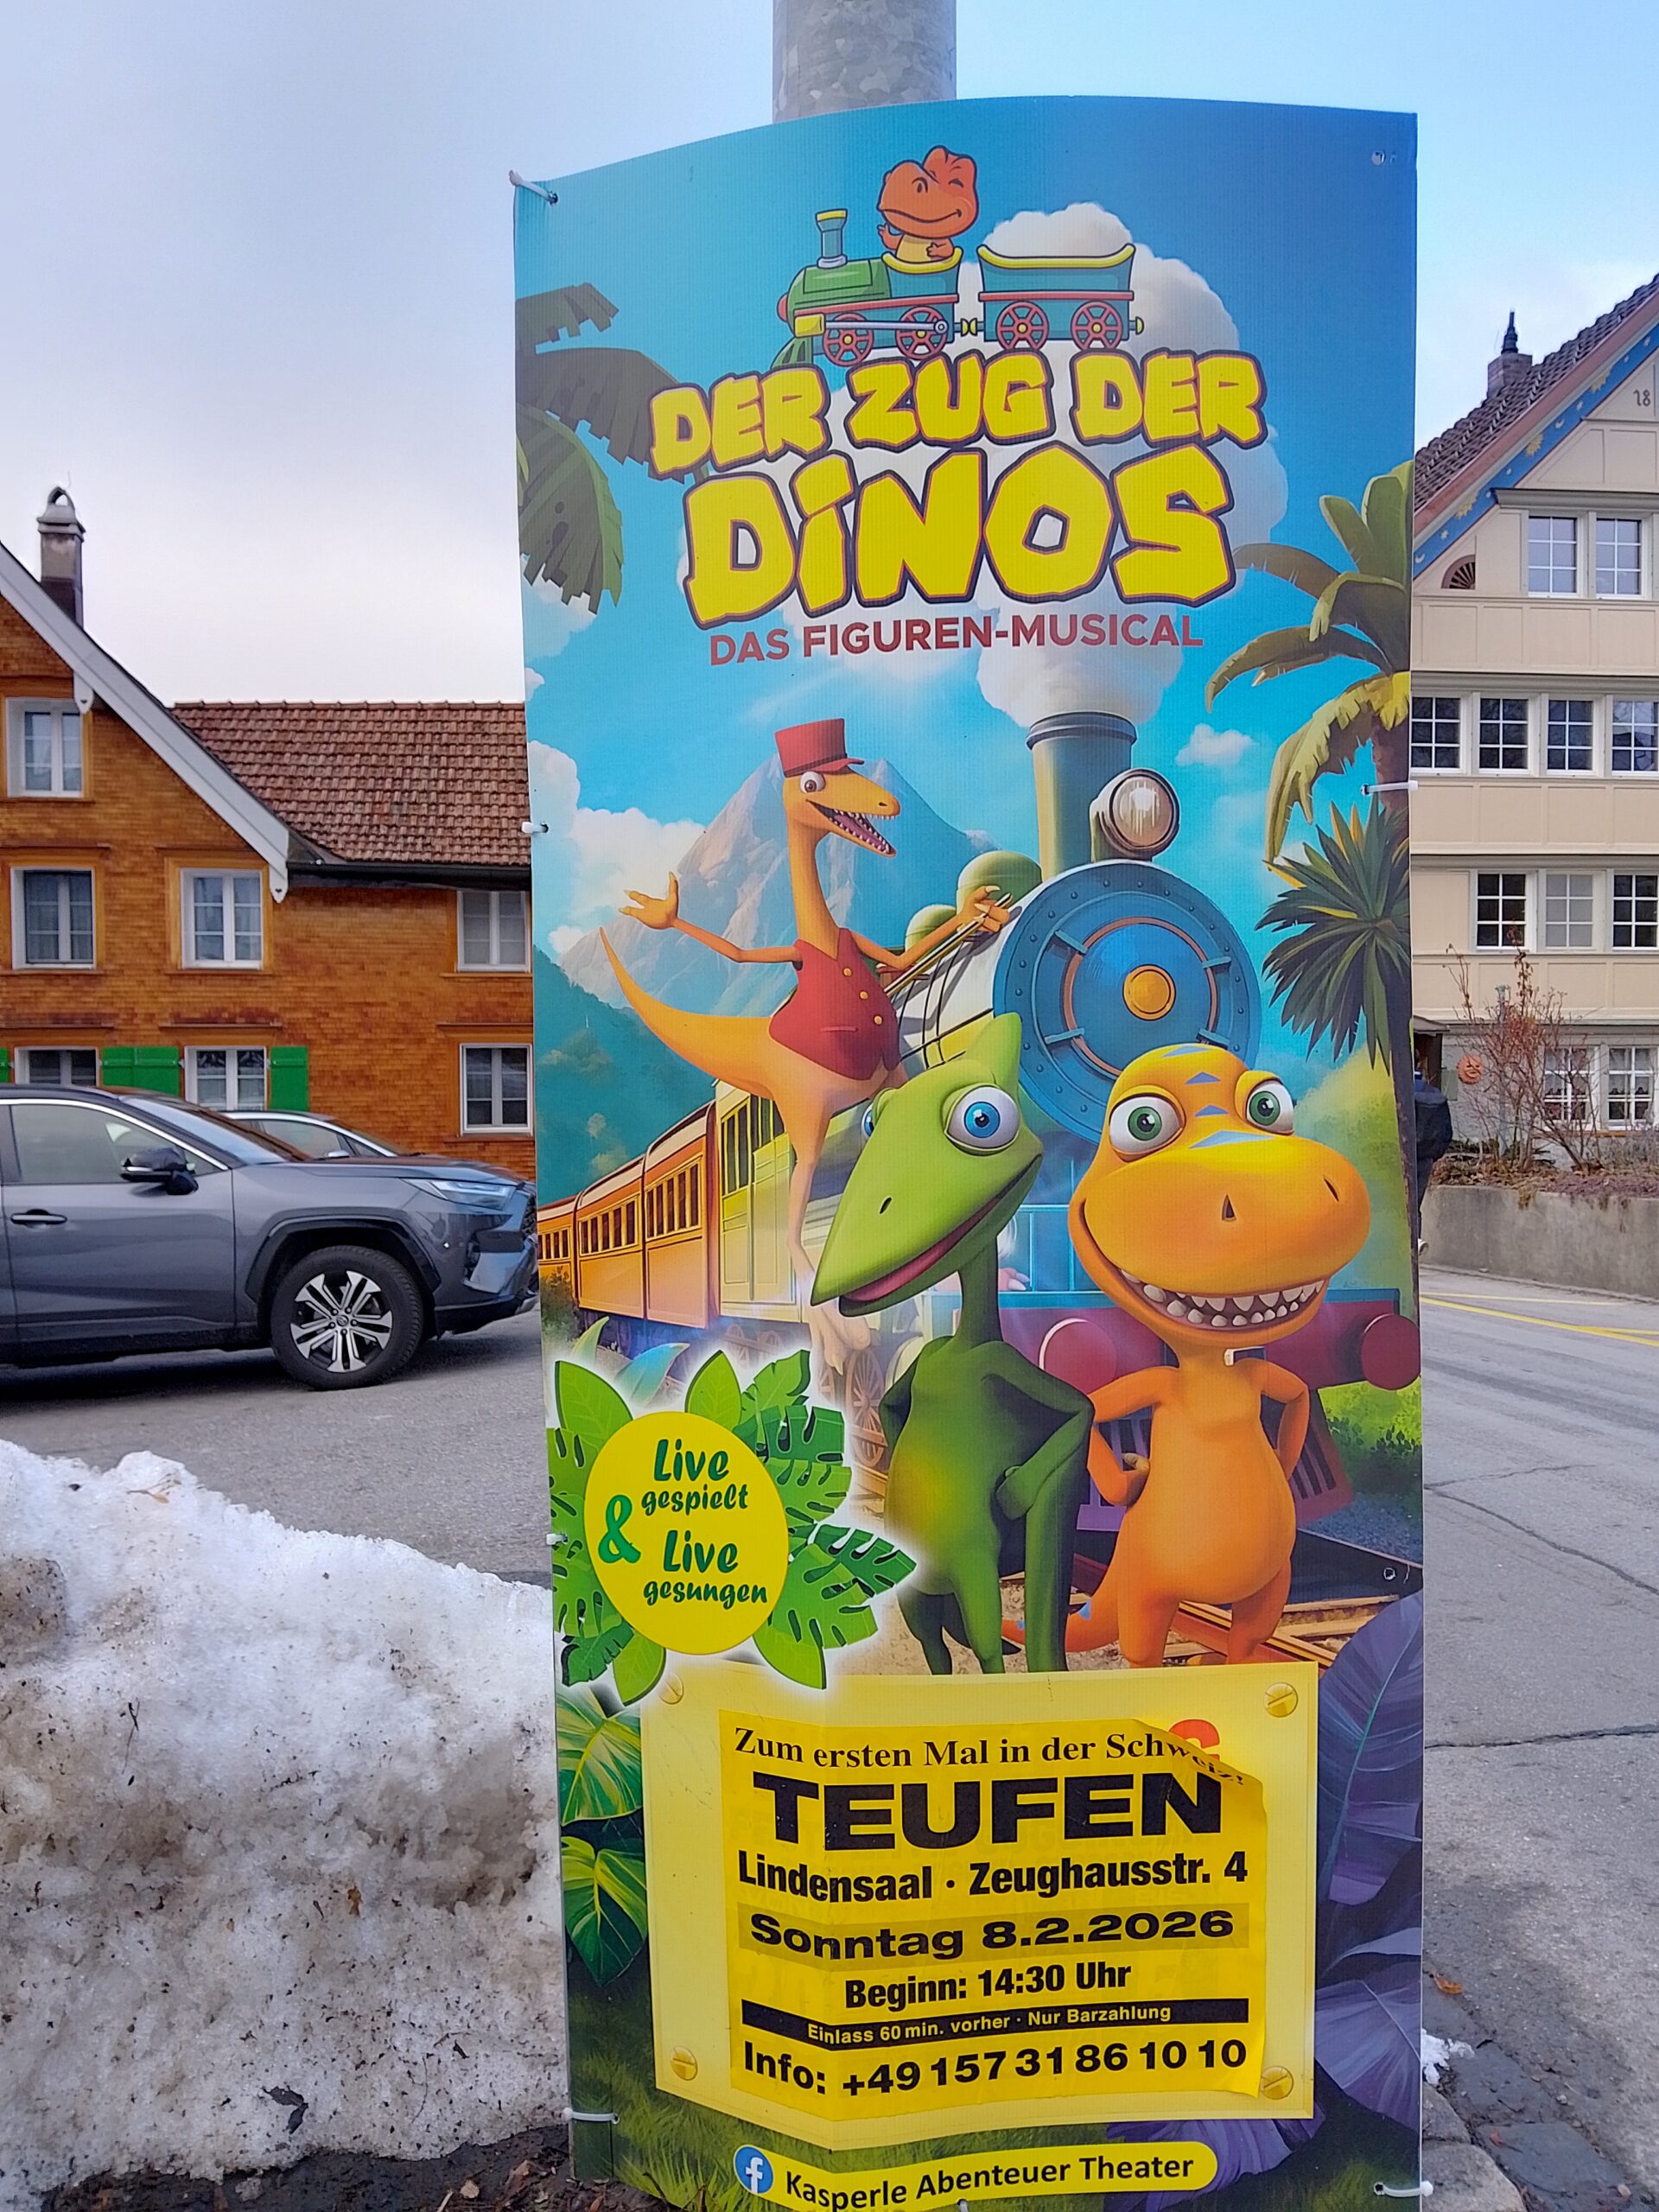 DER ZUG DER
DiNOS
DAS FIGUREN-MUSICAL
18
Live
gespielt
&
Live
gesungen
Zum ersten Mal in der Schweiz!
TEUFEN
Lindensaal · Zeughausstr. 4
Sonntag 8.2.2026
Beginn: 14:30 Uhr
Einlass 60 min. vorher · Nur Barzahlung
Info: +49 157 31 86 10 10
f Kasperle Abenteuer Theater